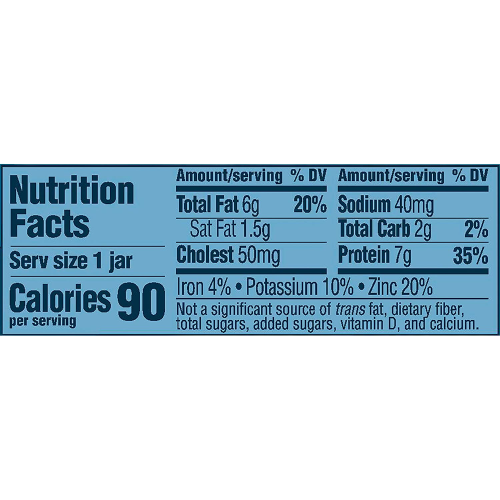 Nutrition
Facts
Serv size 1 jar
Calories 90
per serving
Amount/serving % DV
Total Fat 6g 20%
Sat Fat 1.5g
Cholest 50mg
Amount/serving % DV
Sodium 40mg
Total Carb 2g 2%
Protein 7g 35%
Iron 4% • Potassium 10% • Zinc 20%
Not a significant source of trans fat, dietary fiber,
total sugars, added sugars, vitamin D, and calcium.